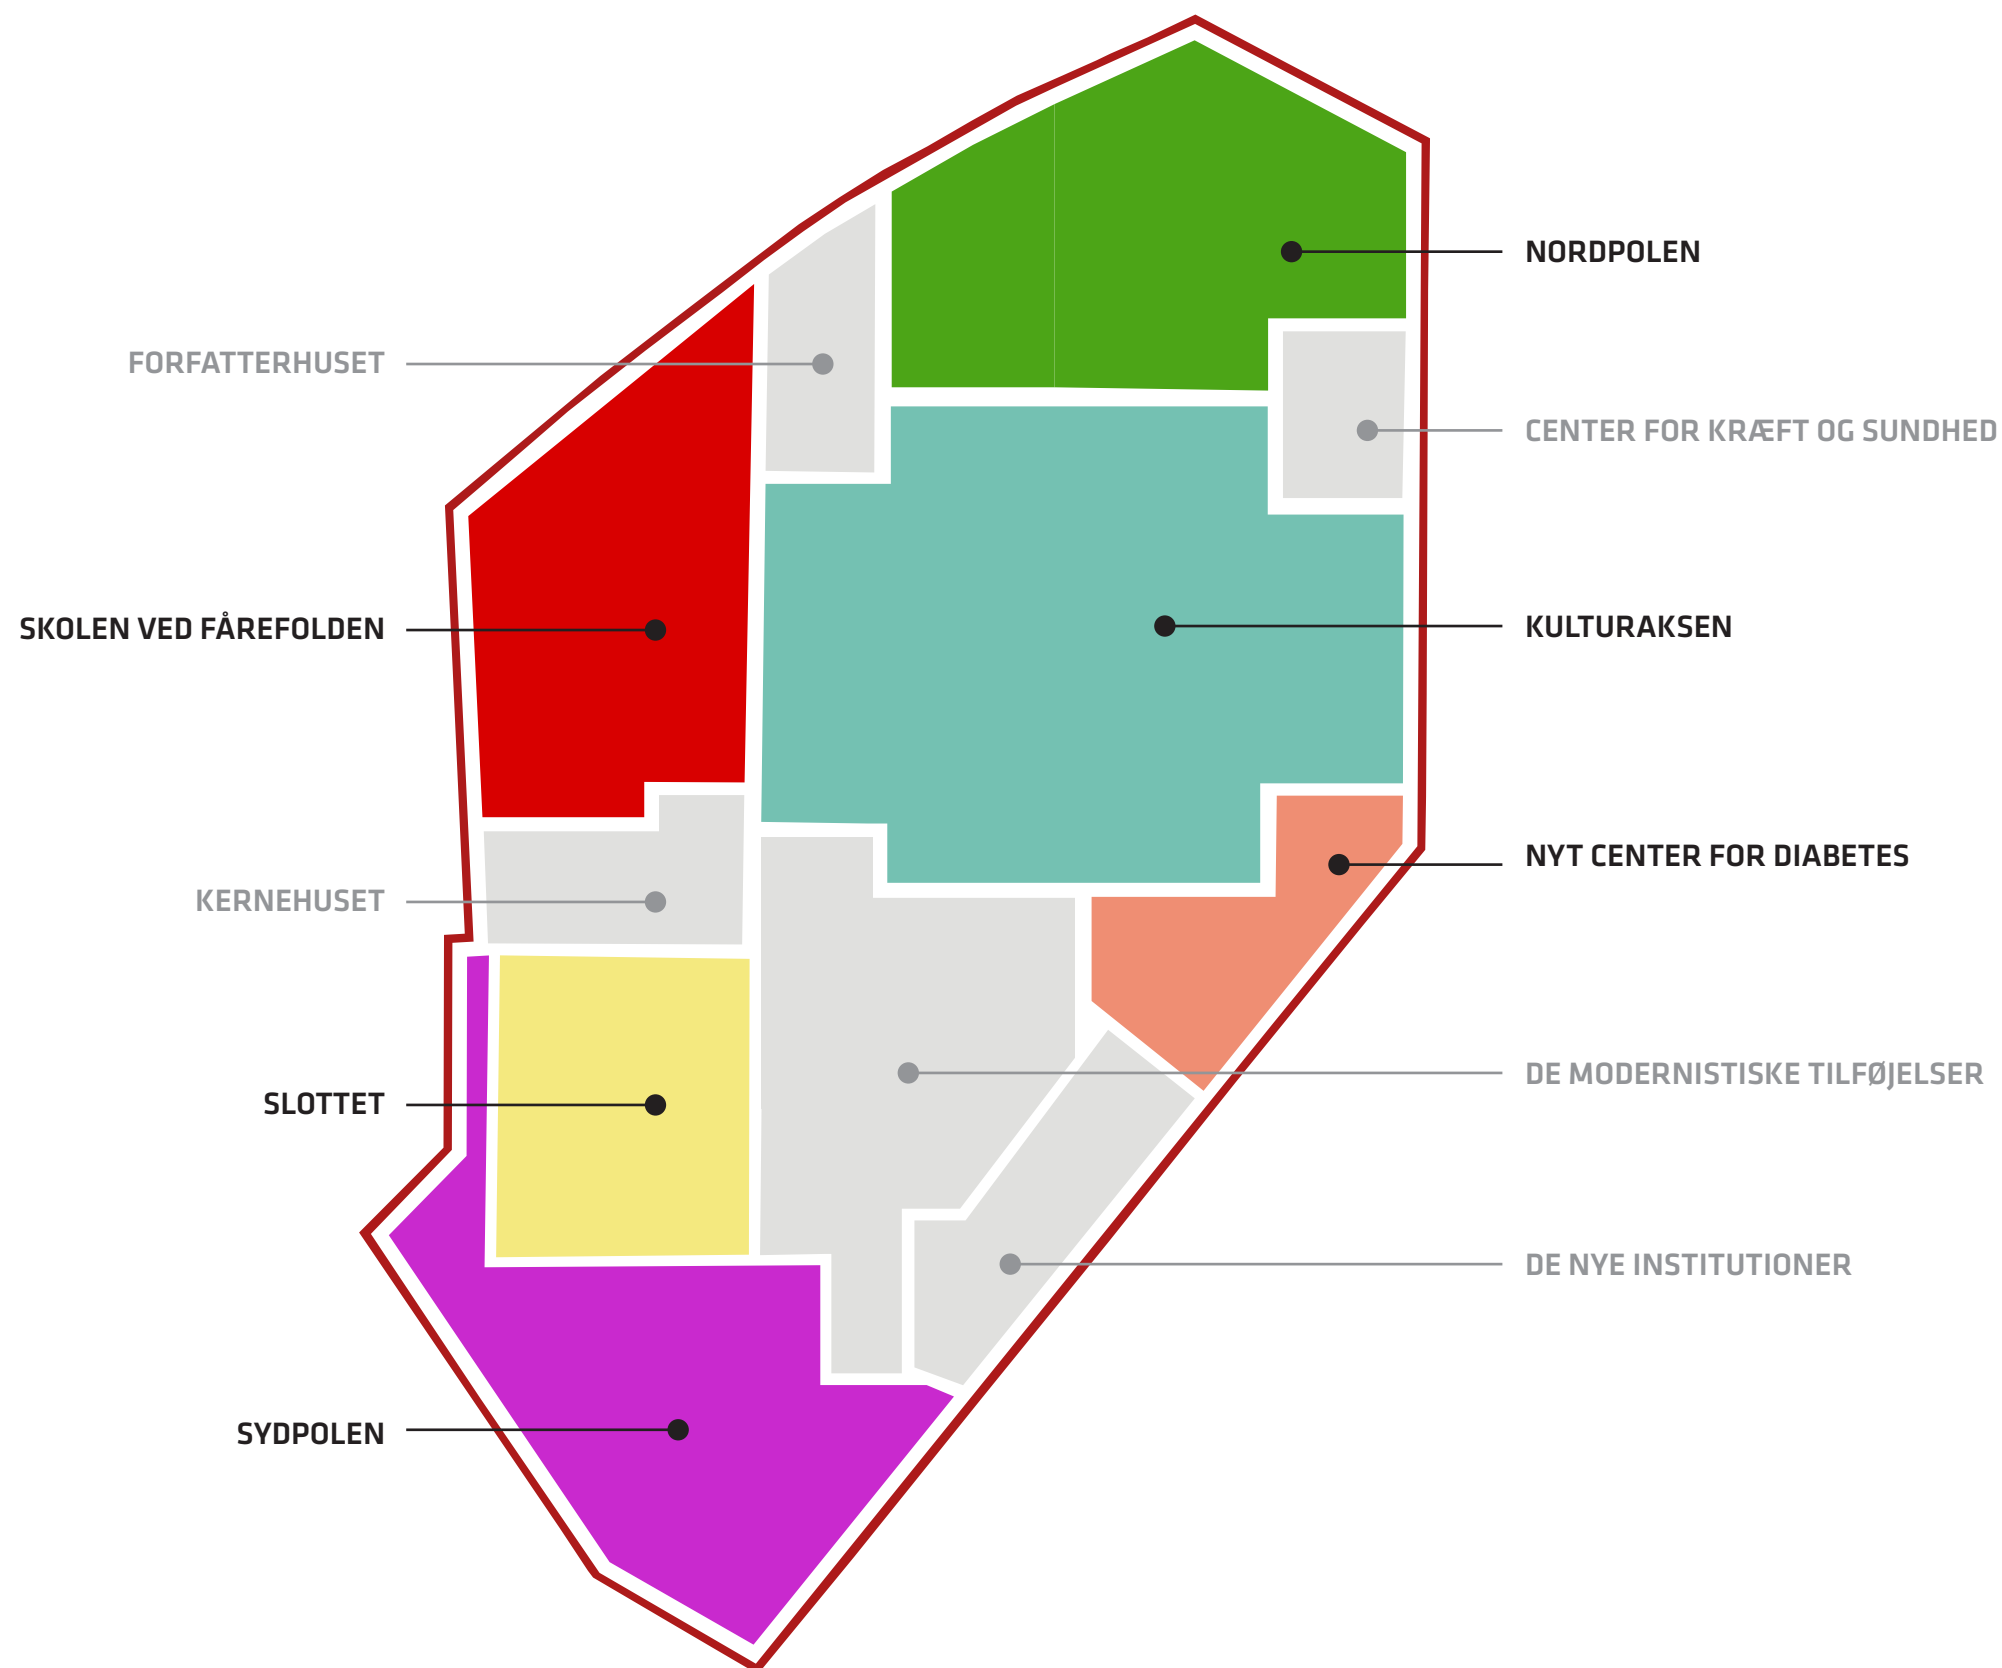 NORDPOLEN
FORFATTERHUSET
CENTER FOR KRÆFT OG SUNDHED
SKOLEN VED FÅREFOLDEN
KULTURAKSEN
NYT CENTER FOR DIABETES
KERNEHUSET
DE MODERNISTISKE TILFØJELSER
SLOTTET
DE NYE INSTITUTIONER
SYDPOLEN